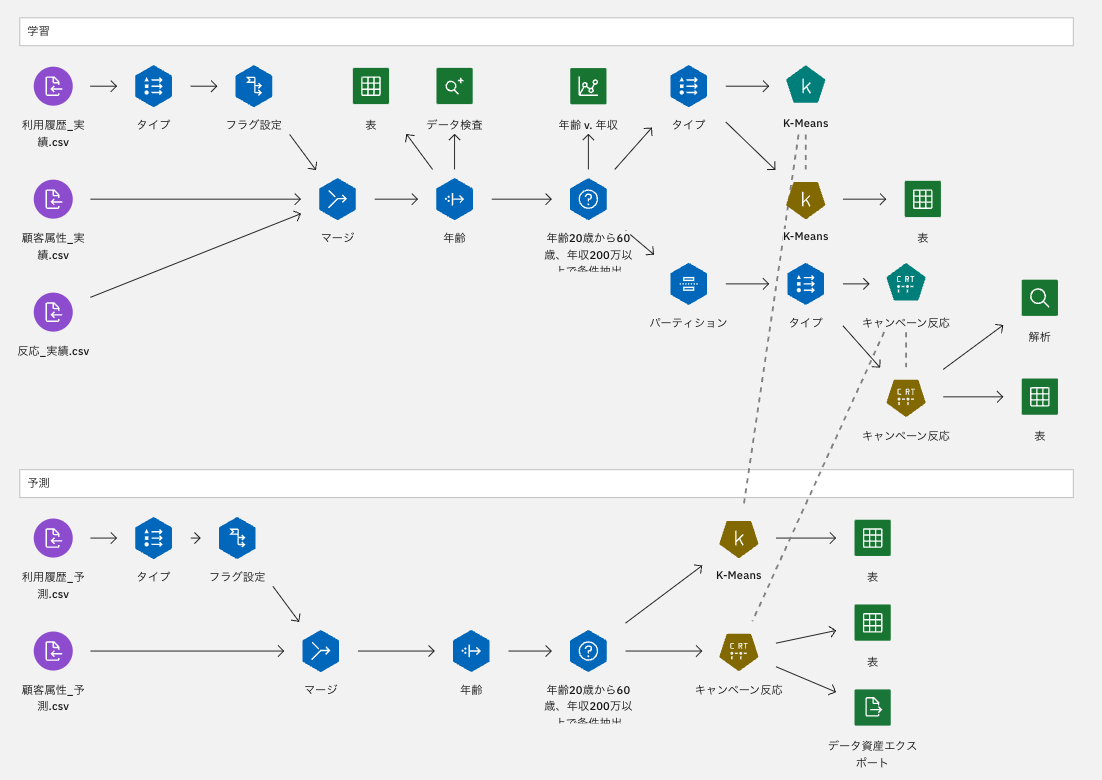 学習
利用履歴_実
績.csv
タイプ
フラグ設定
表
データ検査
年齢 v. 年収
タイプ
k
K-Means
顧客属性_実
績.csv
マージ
年齢
年齢20歳から60
歳、年収200万以
上で条件抽出
k
K-Means
表
反応_実績.csv
パーティション
タイプ
C RT
キャンペーン反応
解析
C RT
キャンペーン反応
表
予測
利用履歴_予
測.csv
タイプ
フラグ設定
k
K-Means
表
顧客属性_予
測.csv
マージ
年齢
年齢20歳から60
歳、年収200万以
上で条件抽出
C RT
キャンペーン反応
表
データ資産エクス
ポート